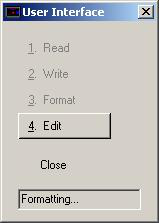 User Interface
1. Read
2. Write
3. Format
4. Edit
Close
Formatting...